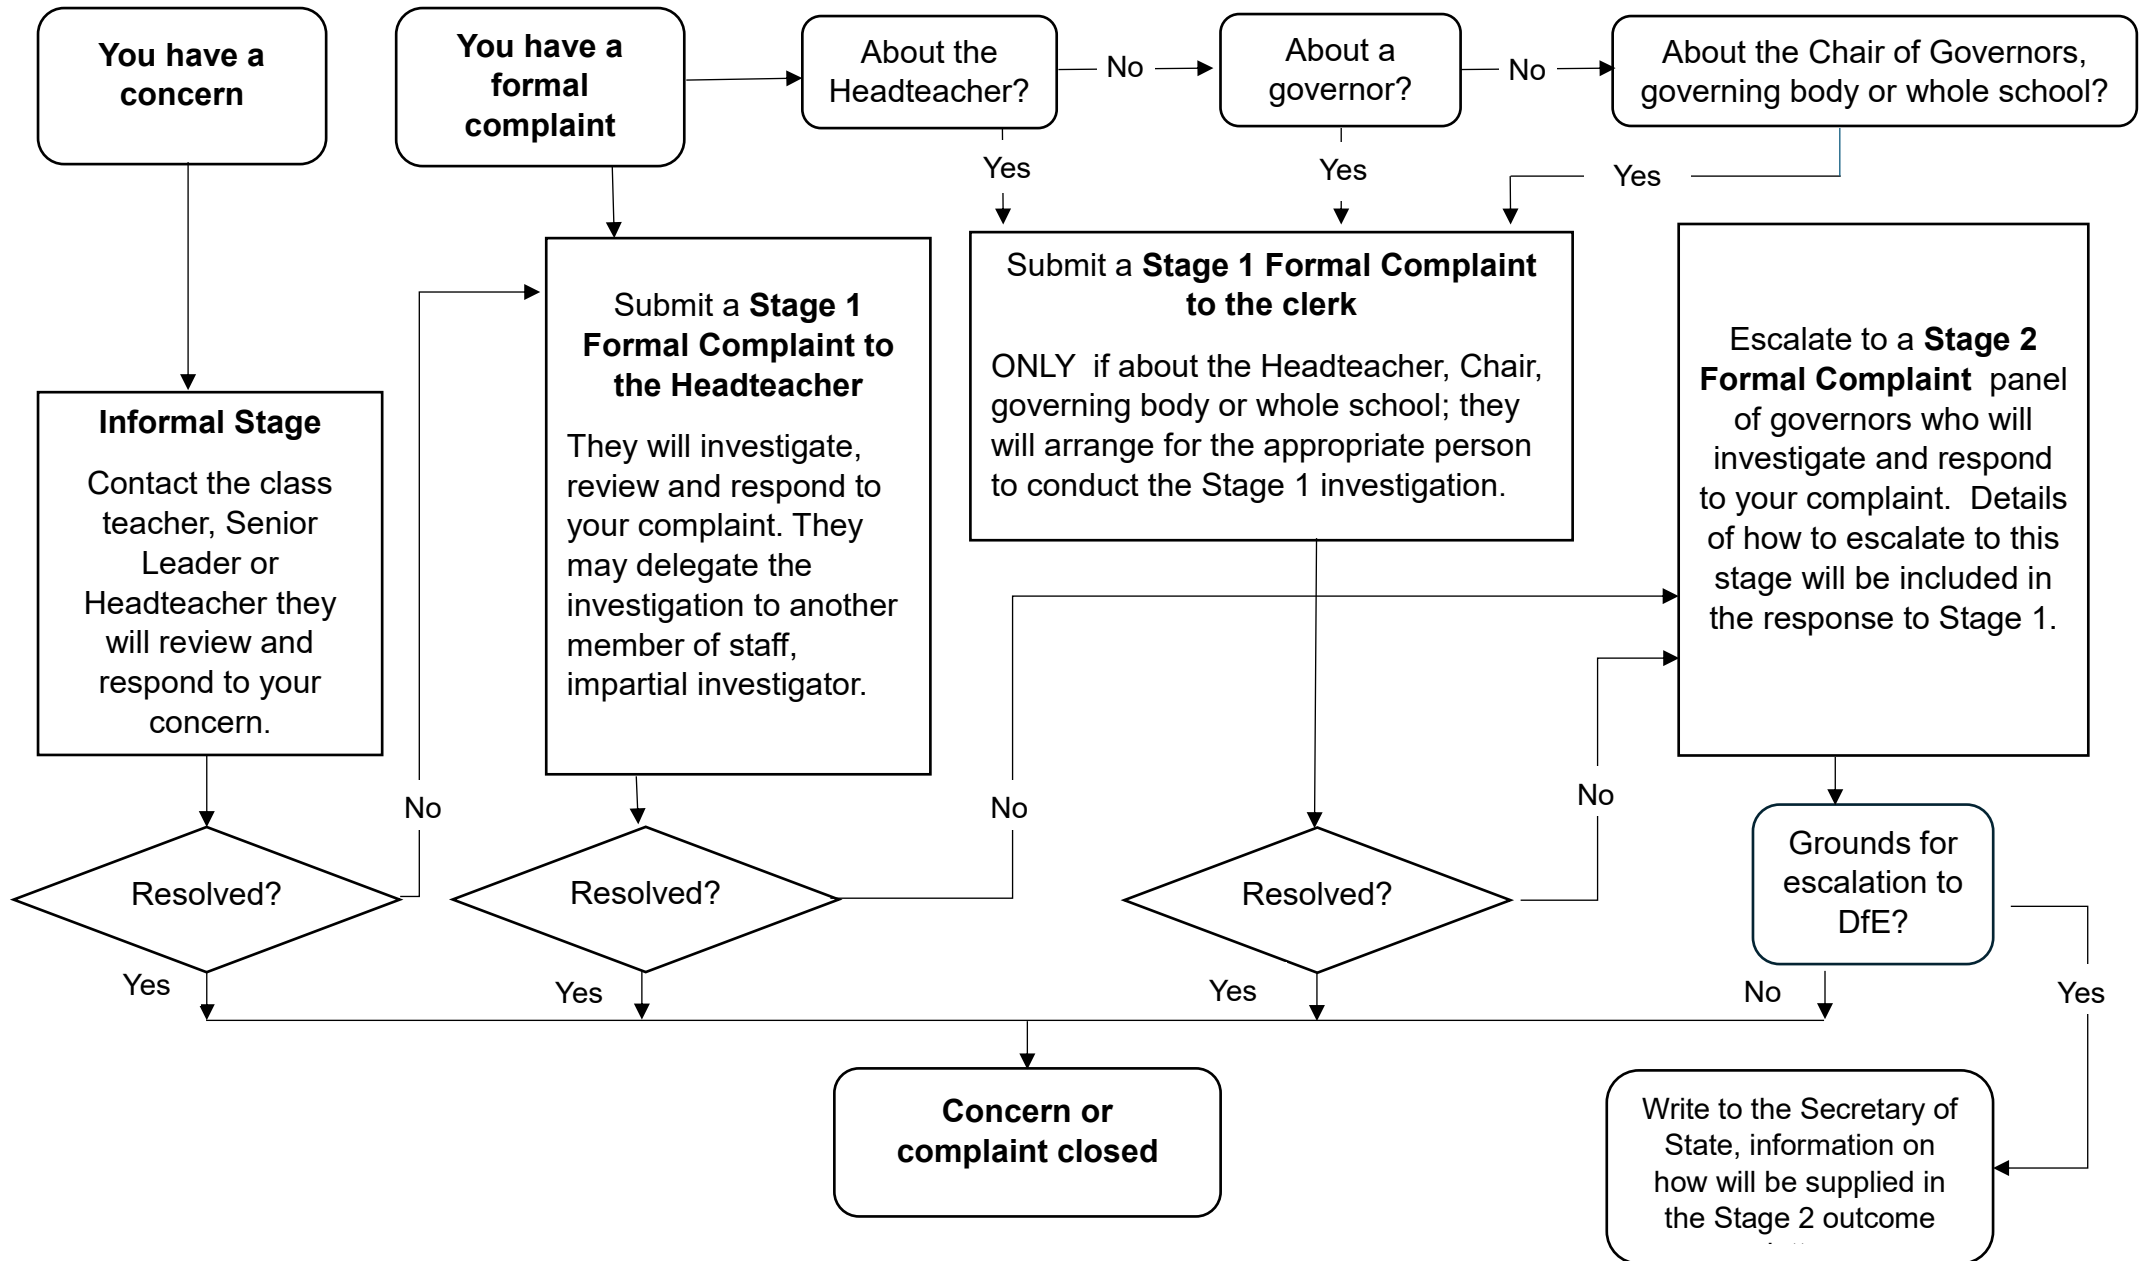 You have a
concern
You have a
formal
complaint
About the
Headteacher?
No
About a
governor?
No
About the Chair of Governors,
governing body or whole school?
Yes
Yes
Yes
Informal Stage
Contact the class
teacher, Senior
Leader or
Headteacher they
will review and
respond to your
concern.
Submit a Stage 1
Formal Complaint to
the Headteacher
They will investigate,
review and respond to
your complaint. They
may delegate the
investigation to another
member of staff,
impartial investigator.
Submit a Stage 1 Formal Complaint
to the clerk
ONLY  if about the Headteacher, Chair,
governing body or whole school; they
will arrange for the appropriate person
to conduct the Stage 1 investigation.
Escalate to a Stage 2
Formal Complaint  panel
of governors who will
investigate and respond
to your complaint.  Details
of how to escalate to this
stage will be included in
the response to Stage 1.
No
No
No
Resolved?
Resolved?
Resolved?
Grounds for
escalation to
DfE?
Yes
Yes
Yes
No
Yes
Concern or
complaint closed
Write to the Secretary of
State, information on
how will be supplied in
the Stage 2 outcome